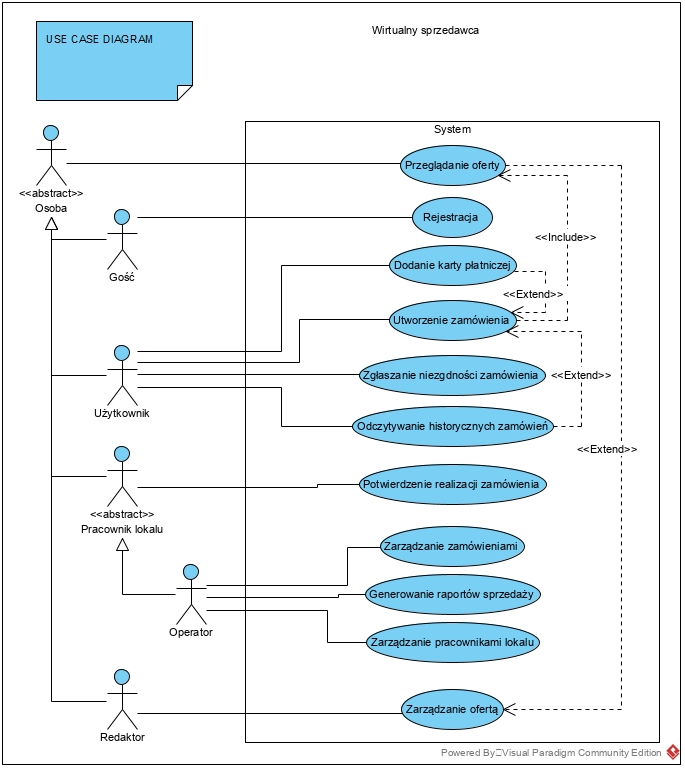 USE CASE DIAGRAM
Wirtualny sprzedawca
System
Przeglądanie oferty
<<abstract>>
Osoba
Rejestracja
<<Include>>
Gość
Dodanie karty płatniczej
<<Extend>>
Utworzenie zamówienia
Zgłaszanie niezgdności zamówienia
<<Extend>>
Użytkownik
Odczytywanie historycznych zamówień
<<Extend>>
Potwierdzenie realizacji zamówienia
<<abstract>>
Pracownik lokalu
Zarządzanie zamówieniami
Generowanie raportów sprzedaży
Operator
Zarządzanie pracownikami lokalu
Zarządzanie ofertą
Redaktor
Powered By Visual Paradigm Community Edition